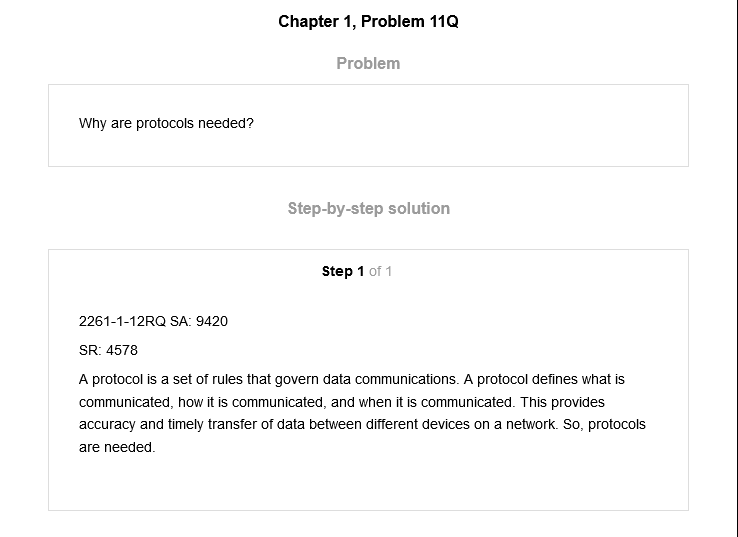 Chapter 1, Problem 11Q
Problem
Why are protocols needed?
Step-by-step solution
Step 1 of 1
2261-1-12RQ SA: 9420
SR: 4578
A protocol is a set of rules that govern data communications. A protocol defines what is
communicated, how it is communicated, and when it is communicated. This provides
accuracy and timely transfer of data between different devices on a network. So, protocols
are needed.